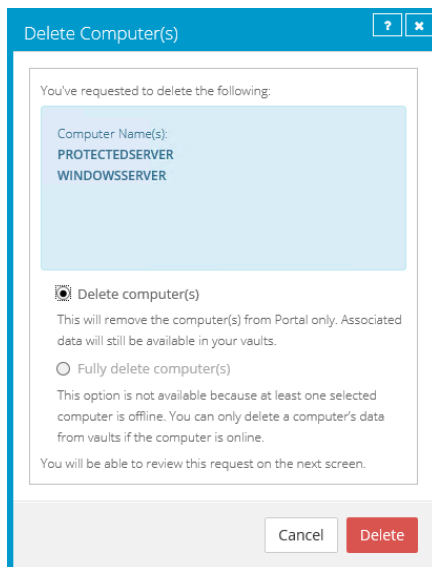 Delete Computer(s)
?
×
You've requested to delete the following:
Computer Name(s):
PROTECTEDSERVER
WINDOWSSERVER
Delete computer(s)
This will remove the computer(s) from Portal only. Associated
data will still be available in your vaults.
Fully delete computer(s)
This option is not available because at least one selected
computer is offline. You can only delete a computer's data
from vaults if the computer is online.
You will be able to review this request on the next screen.
Cancel
Delete